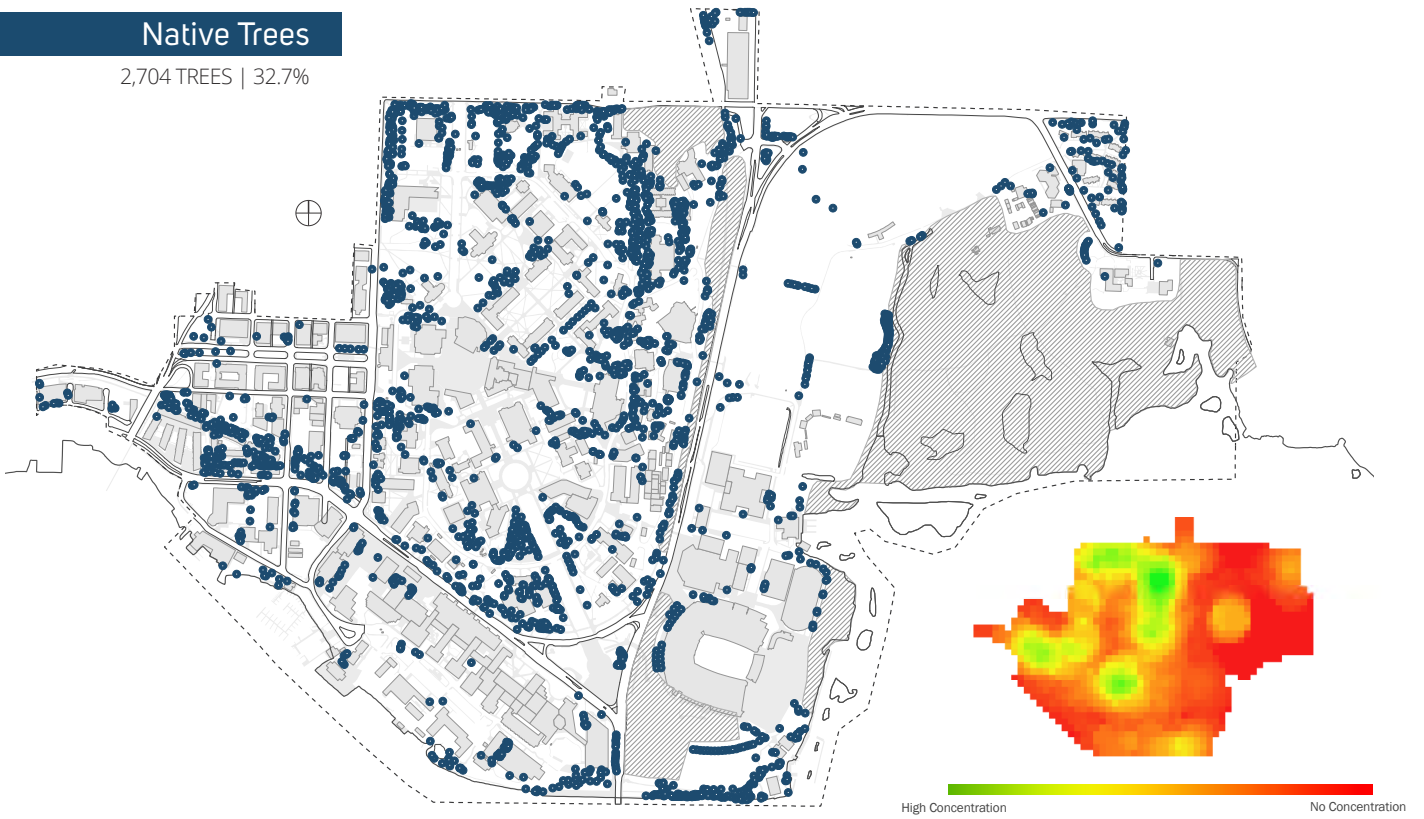 Native Trees
2,704 TREES | 32.7%
High Concentration
No Concentration